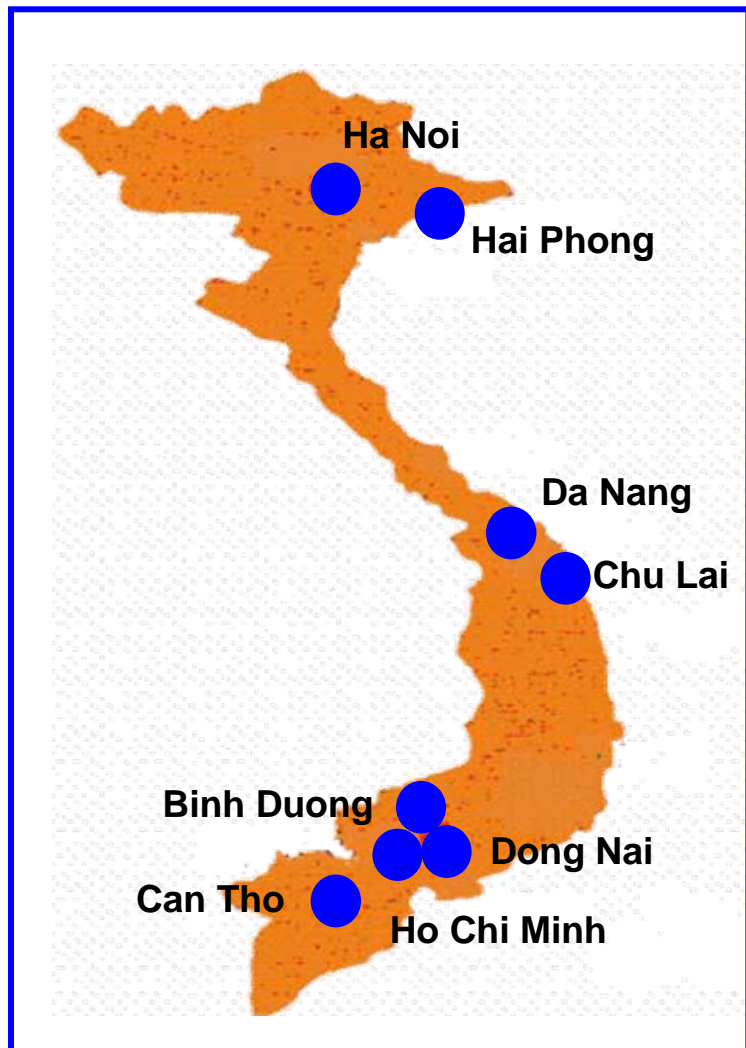 Ha Noi
Hai Phong
Da Nang
Chu Lai
Binh Duong
Dong Nai
Can Tho
Ho Chi Minh